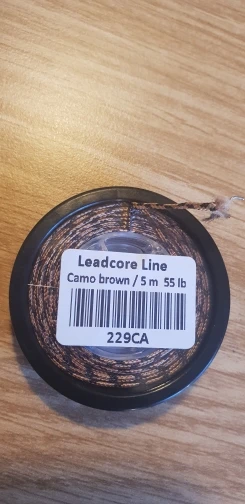 Leadcore Line
Camo brown / 5 m 55 lb
229CA